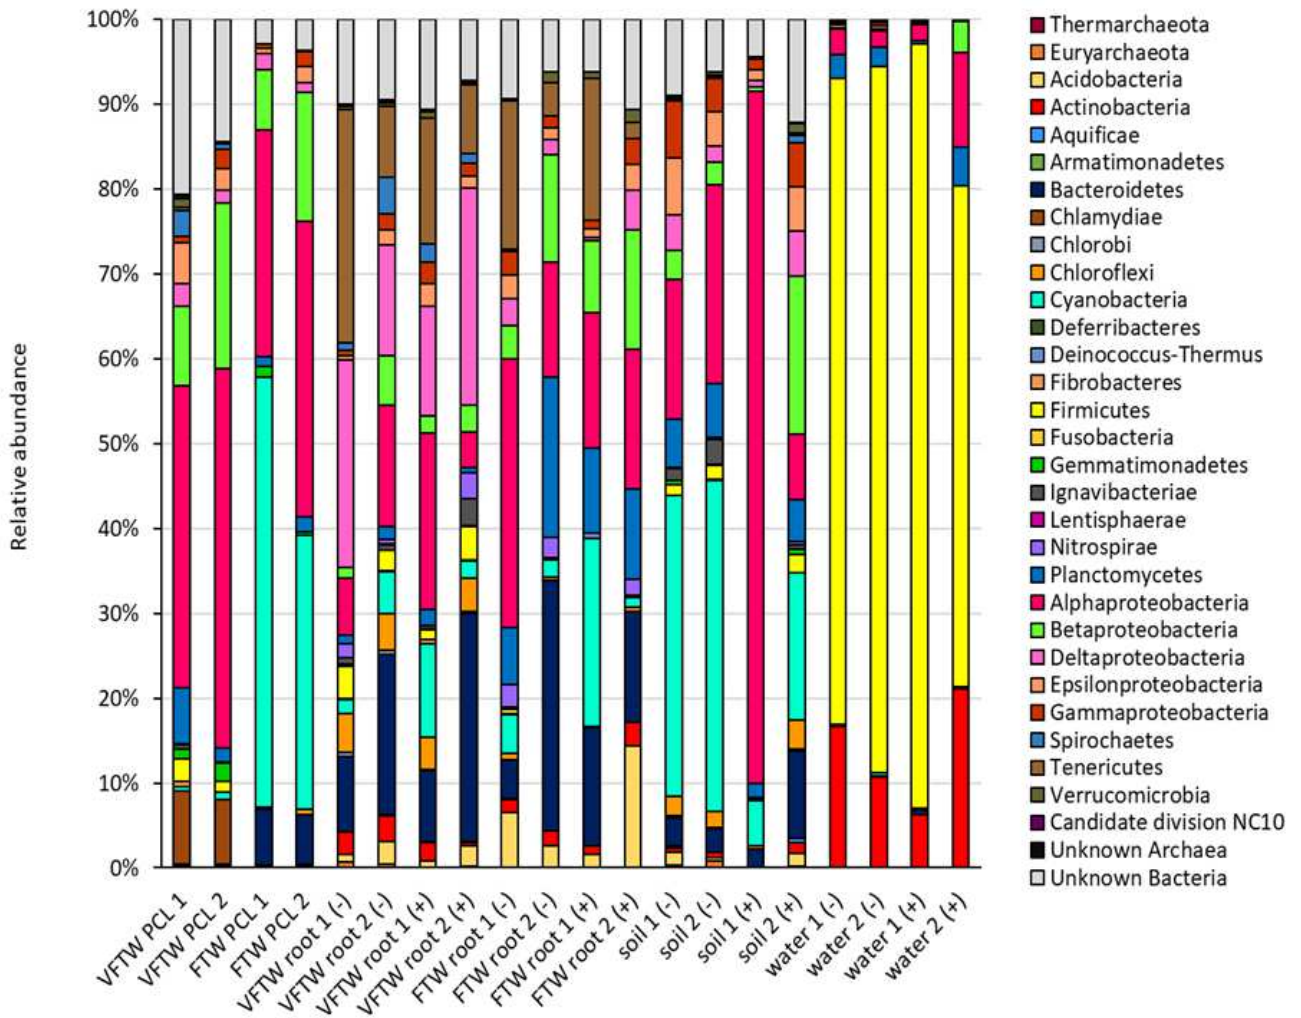 100%
90%
80%
70%
60%
50%
40%
30%
20%
10%
0%
Relative abundance
VFTW PCL 1
VFTW PCL 2
FTW PCL 1
FTW PCL 2
VFTW root 1 (-)
VFTW root 2 (-)
VFTW root 1 (+)
VFTW root 2 (+)
FTW root 1 (-)
FTW root 2 (-)
FTW root 1 (+)
FTW root 2 (+)
soil 1 (-)
soil 2 (-)
soil 1 (+)
soil 2 (+)
water 1 (-)
water 2 (-)
water 1 (+)
water 2 (+)
Thermarchaeota
Euryarchaeota
Acidobacteria
Actinobacteria
Aquificae
Armatimonadetes
Bacteroidetes
Chlamydiae
Chlorobi
Chloroflexi
Cyanobacteria
Deferribacteres
Deinococcus-Thermus
Fibrobacteres
Firmicutes
Fusobacteria
Gemmatimonadetes
Ignavibacteriae
Lentisphaerae
Nitrospirae
Planctomycetes
Alphaproteobacteria
Betaproteobacteria
Deltaproteobacteria
Epsilonproteobacteria
Gammaproteobacteria
Spirochaetes
Tenericutes
Verrucomicrobia
Candidate division NC10
Unknown Archaea
Unknown Bacteria